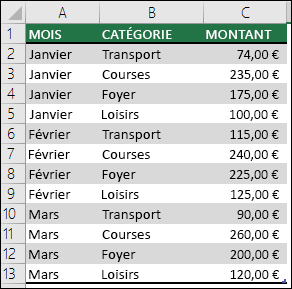 A B C
1 MOIS CATÉGORIE MONTANT
2 Janvier Transport 74,00 €
3 Janvier Courses 235,00 €
4 Janvier Foyer 175,00 €
5 Janvier Loisirs 100,00 €
6 Février Transport 115,00 €
7 Février Courses 240,00 €
8 Février Foyer 225,00 €
9 Février Loisirs 125,00 €
10 Mars Transport 90,00 €
11 Mars Courses 260,00 €
12 Mars Foyer 200,00 €
13 Mars Loisirs 120,00 €